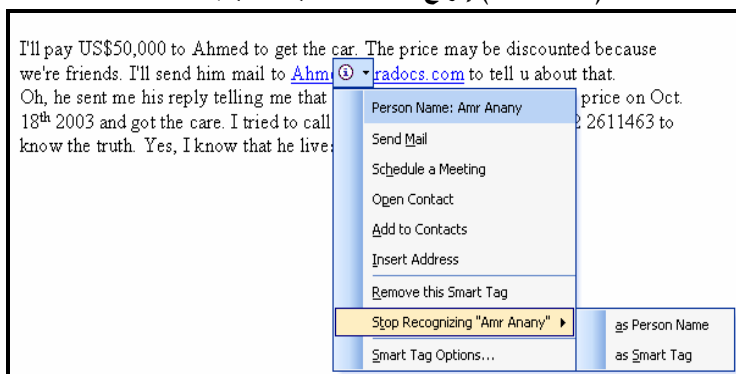 I'll pay US$50,000 to Ahmed to get the car. The price may be discounted because
we're friends. I'll send him mail to Ahm radocs.com to tell u about that.
Oh, he sent me his reply telling me that price on Oct.
18th 2003 and got the care. I tried to call 2611463 to
know the truth. Yes, I know that he live
Person Name: Amr Anany
Send Mail
Schedule a Meeting
Open Contact
Add to Contacts
Insert Address
Remove this Smart Tag
Stop Recognizing "Amr Anany"
as Person Name
as Smart Tag
Smart Tag Options...